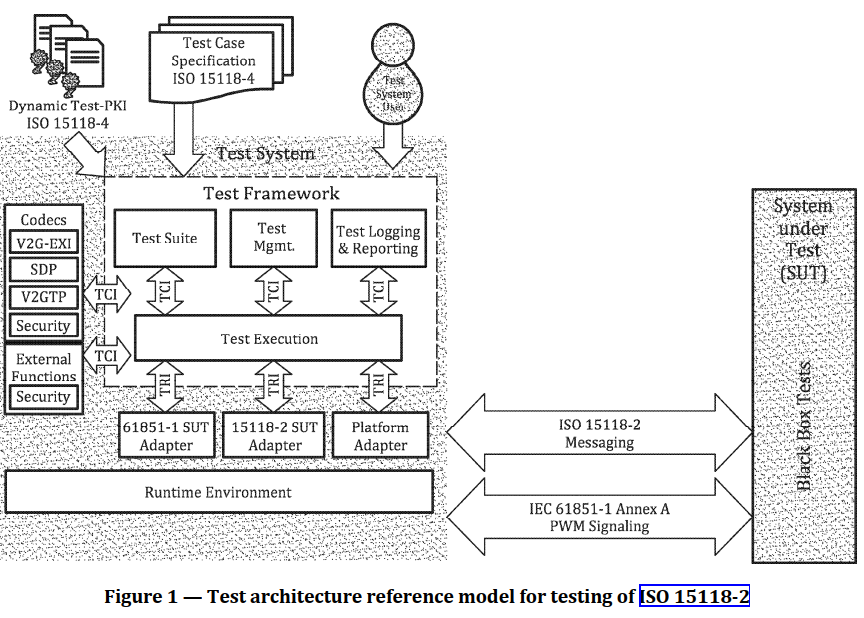 Dynamic Test-PKI
ISO 15118-4
Test Case
Specification
ISO 15118-4
Test
System
User
Test System
Test Framework
Codecs
V2G-EXI
SDP
V2GTP
Security
External
Functions
Security
TCI
TCI
Test Suite
Test
Mgmt.
Test Logging
& Reporting
TCI
TCI
TCI
Test Execution
TRI
TRI
TRI
61851-1 SUT
Adapter
15118-2 SUT
Adapter
Platform
Adapter
Runtime Environment
ISO 15118-2
Messaging
IEC 61851-1 Annex A
PWM Signaling
System
under
Test
(SUT)
Black Box Tests
Figure 1 — Test architecture reference model for testing of ISO 15118-2